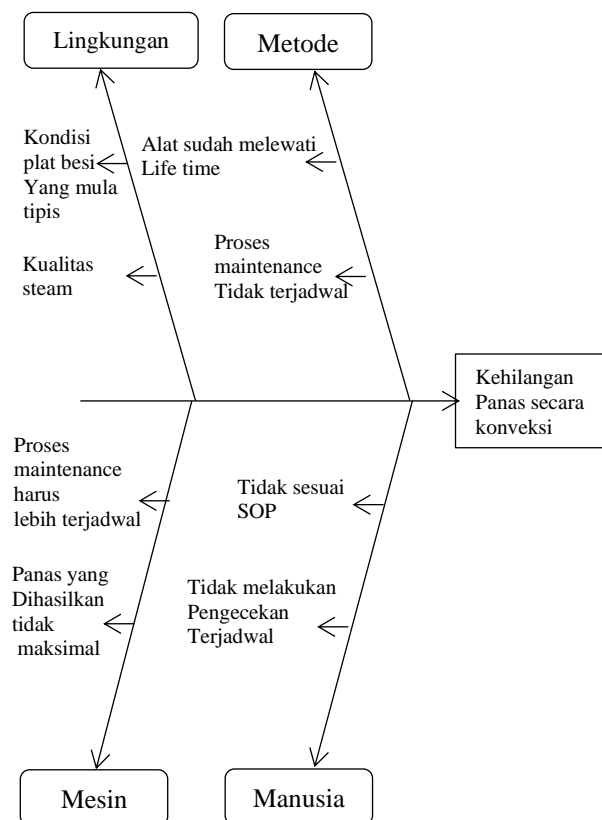 Lingkungan
Metode
Kondisi
plat besi
Yang mula
tipis
Alat sudah melewati
Life time
Kualitas
steam
Proses
maintenance
Tidak terjadwal
Kehilangan
Panas secara
konveksi
Proses
maintenance
harus
lebih terjadwal
Tidak sesuai
SOP
Panas yang
Dihasilkan
tidak
maksimal
Tidak melakukan
Pengecekan
Terjadwal
Mesin
Manusia